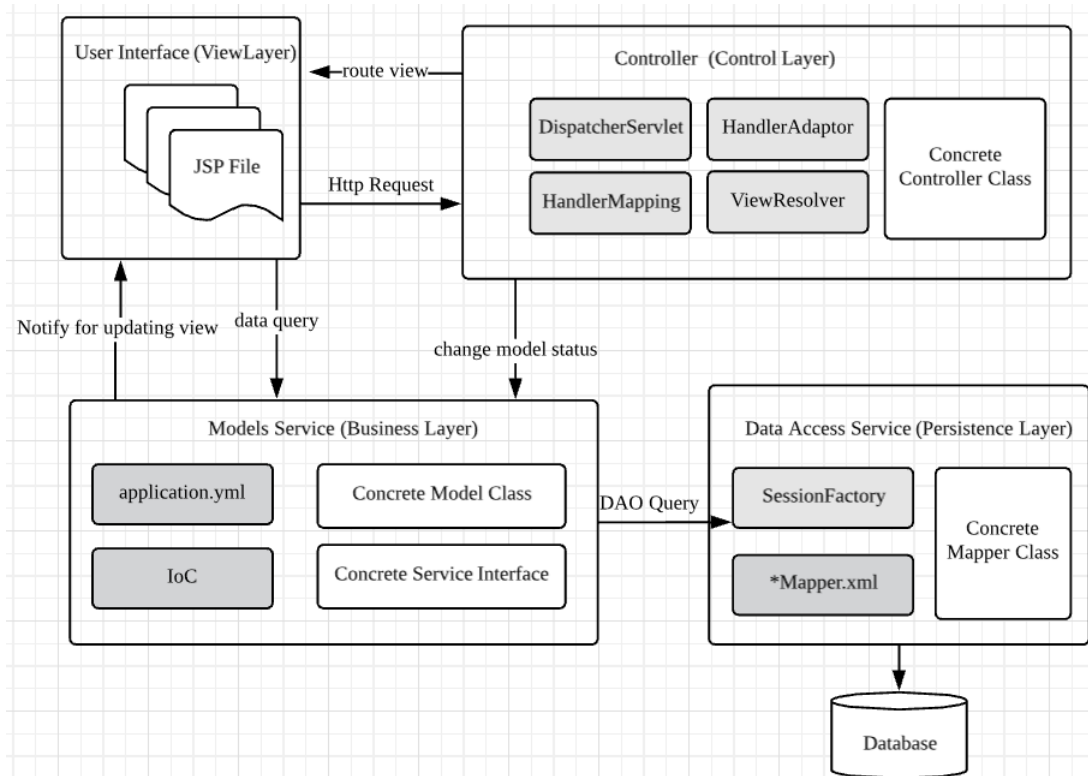 User Interface (ViewLayer)
JSP File
route view
Http Request
Controller (Control Layer)
DispatcherServlet
HandlerAdaptor
HandlerMapping
ViewResolver
Concrete
Controller Class
Notify for updating view
data query
change model status
Models Service (Business Layer)
application.yml
Concrete Model Class
IoC
Concrete Service Interface
DAO Query
Data Access Service (Persistence Layer)
SessionFactory
*Mapper.xml
Concrete
Mapper Class
Database